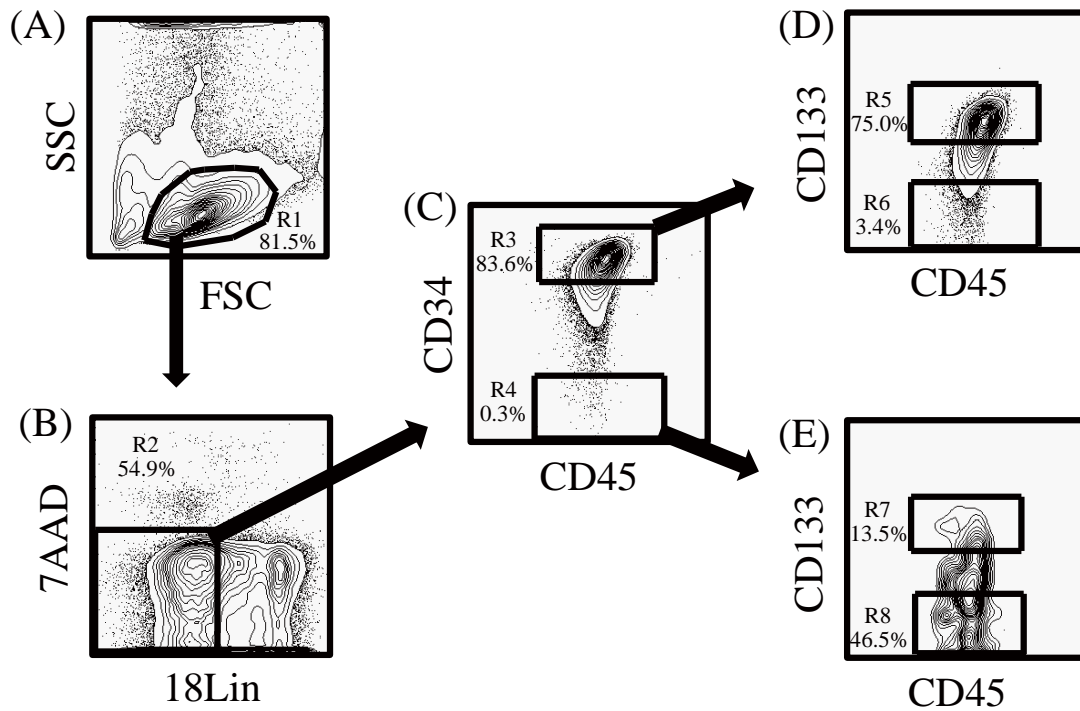 (A)
SSC
R1
81.5%
FSC
(B)
R2
54.9%
7AAD
18Lin
(C)
R3
83.6%
CD34
R4
0.3%
CD45
(D)
CD133
R5
75.0%
R6
3.4%
CD45
(E)
CD133
R7
13.5%
R8
46.5%
CD45